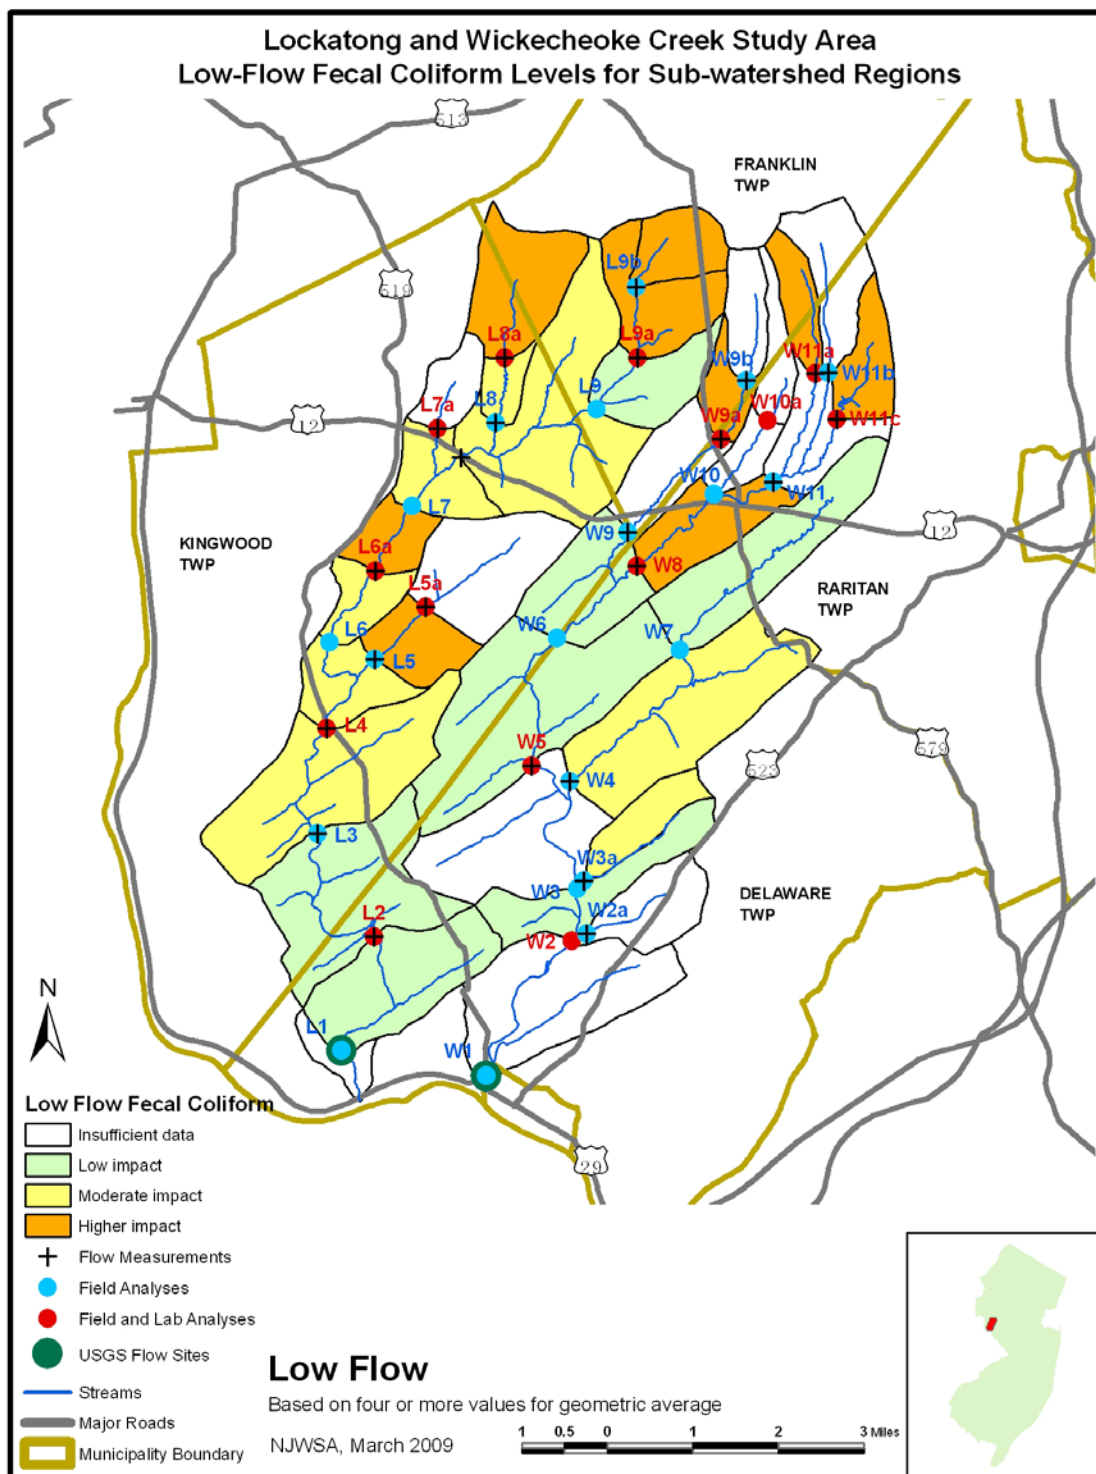 Lockatong and Wickecheoke Creek Study Area
Low-Flow Fecal Coliform Levels for Sub-watershed Regions
513
FRANKLIN
TWP
519
L9b
L8a
L9a
W9b
W11a
W11b
L9
L8
L7a
W10a
W11c
12
W9a
W10
W11
L7
12
KINGWOOD
TWP
W9
L6a
W8
L5a
RARITAN
TWP
L6
W6
W7
L5
L4
W5
579
523
W4
L3
W3a
W3
DELAWARE
TWP
L2
W2a
W2
N
L1
W1
29
Low Flow Fecal Coliform
Insufficient data
Low impact
Moderate impact
Higher impact
Flow Measurements
Field Analyses
Field and Lab Analyses
USGS Flow Sites
Streams
Major Roads
Municipality Boundary
Low Flow
Based on four or more values for geometric average
NJWSA, March 2009
1 0.5 0 1 2 3 Miles